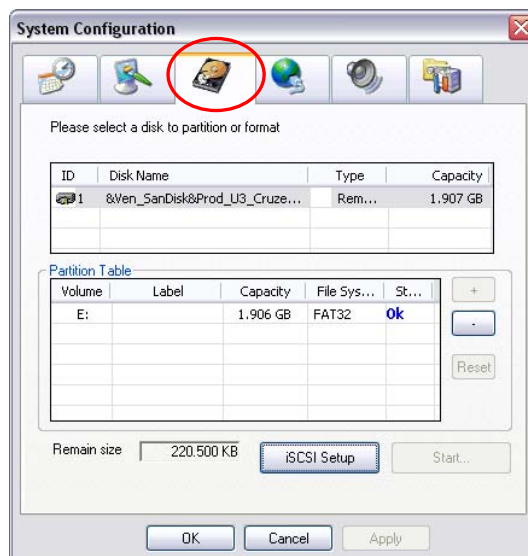 System Configuration
Please select a disk to partition or format
ID Disk Name Type Capacity
1 &Ven_SanDisk&Prod_U3_Cruze... Rem... 1.907 GB
Partition Table
Volume Label Capacity File Sys... St...
E: 1.906 GB FAT32 Ok
+
-
Reset
Remain size 220.500 KB iSCSI Setup Start...
OK Cancel Apply